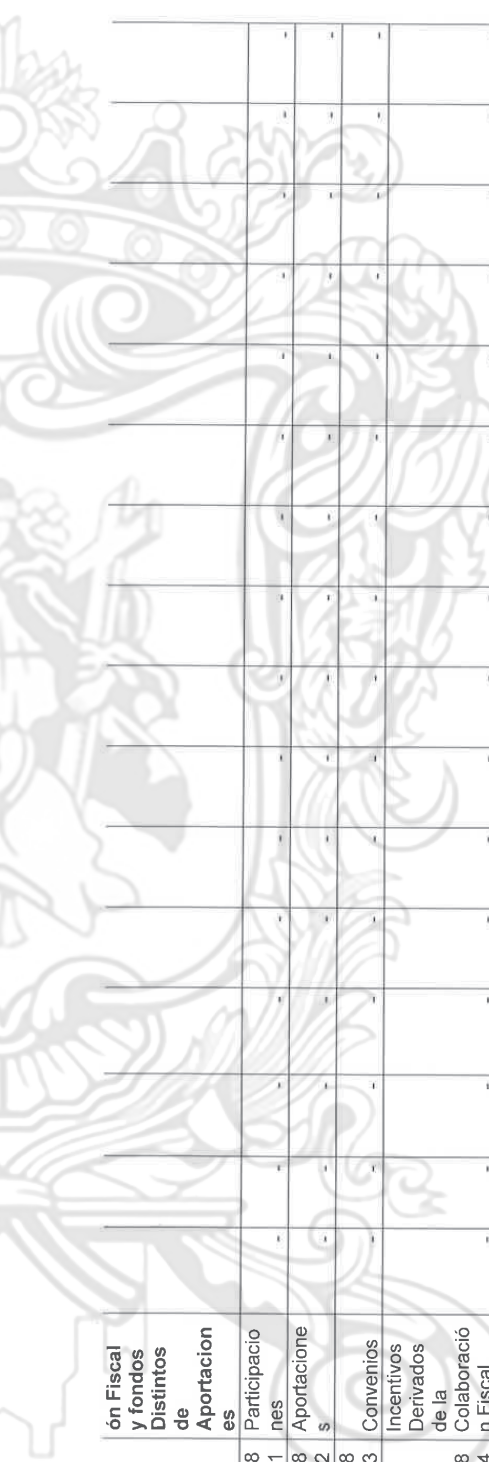 ón Fiscal
y fondos
Distintos
de
Aportacion
es
8 Participacio
1 nes - - - - - - - - - - - - - - - -
8 Aportacione
2 s - - - - - - - - - - - - - - - -
8
3 Convenios - - - - - - - - - - - - - - - -
Incentivos
Derivados
de la
8 Colaboració
4 n Fiscal - - - - - - - - - - - - - - - -